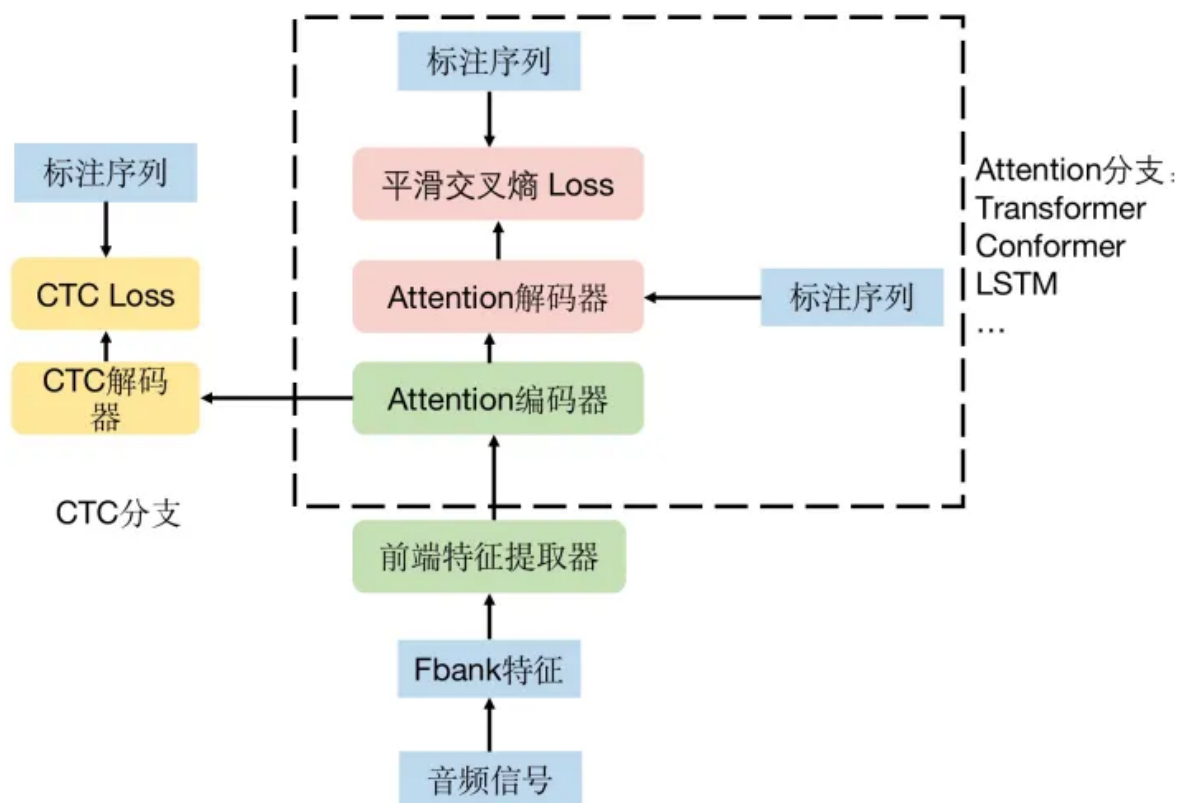 标注序列
标注序列
平滑交叉熵 Loss
Attention分支:
Transformer
Conformer
LSTM
...
CTC Loss
Attention解码器
标注序列
CTC解码
器
Attention编码器
CTC分支
前端特征提取器
Fbank特征
音频信号